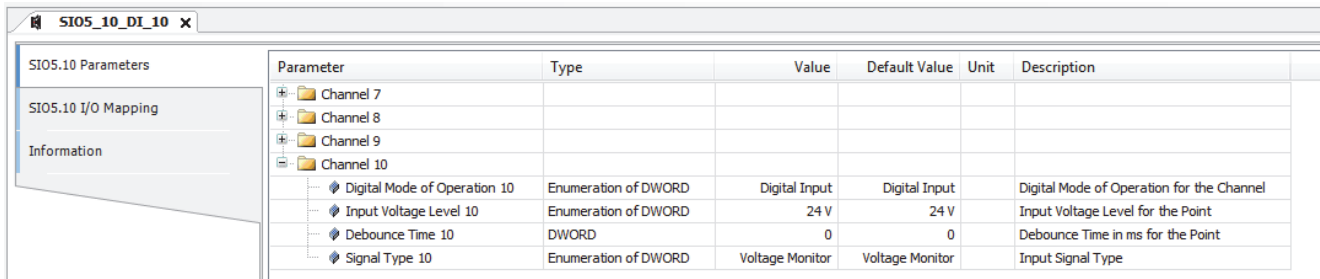 SIO5_10_DI_10 X
SIO5.10 Parameters
SIO5.10 I/O Mapping
Information
Parameter Type Value Default Value Unit Description
Channel 7
Channel 8
Channel 9
Channel 10
Digital Mode of Operation 10 Enumeration of DWORD Digital Input Digital Input Digital Mode of Operation for the Channel
Input Voltage Level 10 Enumeration of DWORD 24 V 24 V Input Voltage Level for the Point
Debounce Time 10 DWORD 0 0 Debounce Time in ms for the Point
Signal Type 10 Enumeration of DWORD Voltage Monitor Voltage Monitor Input Signal Type